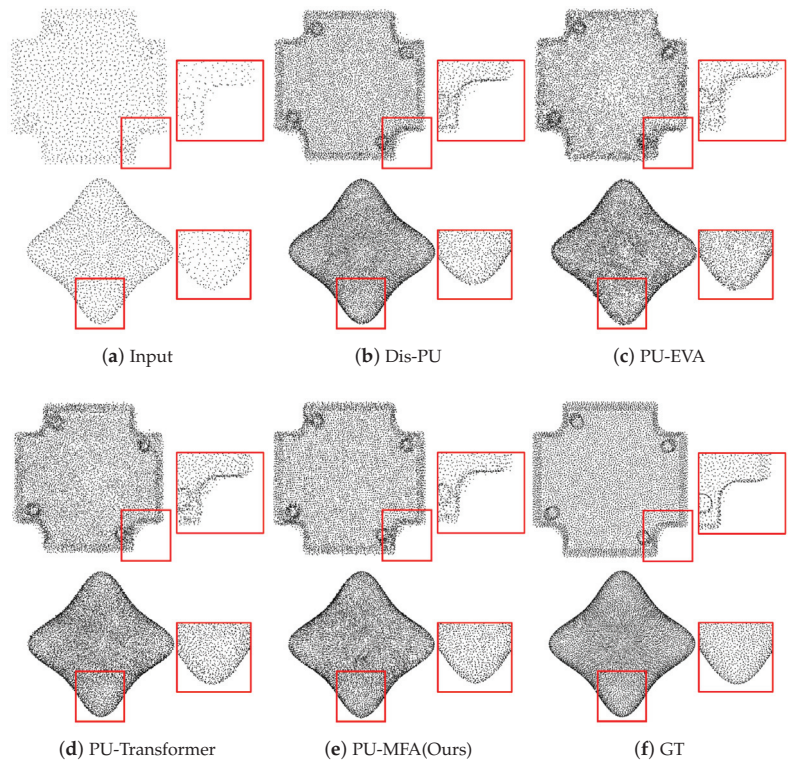 (a) Input
(b) Dis-PU
(c) PU-EVA
(d) PU-Transformer
(e) PU-MFA(Ours)
(f) GT